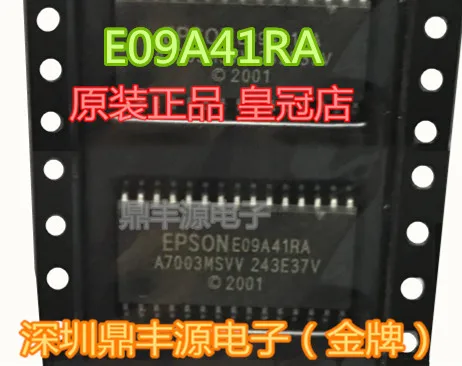 E09A41RA
© 2001
原装正品 皇冠店
鼎丰源电子
EPSON E09A41RA
A7003MSVV 243E37V
© 2001
深圳鼎丰源电子（金牌）